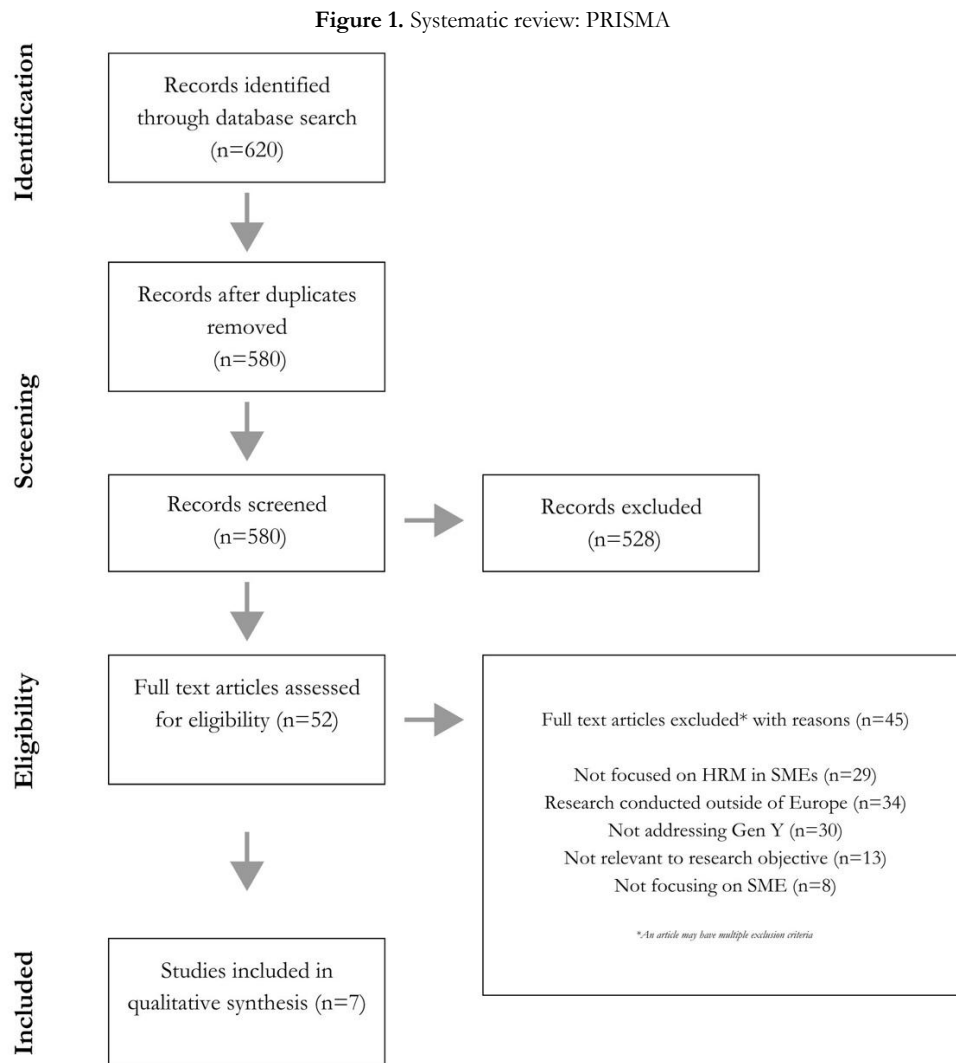 Figure 1. Systematic review: PRISMA
Identification
Records identified
through database search
(n=620)
Screening
Records after duplicates
removed
(n=580)
Records screened
(n=580)
Records excluded
(n=528)
Eligibility
Full text articles assessed
for eligibility (n=52)
Full text articles excluded* with reasons (n=45)
Not focused on HRM in SMEs (n=29)
Research conducted outside of Europe (n=34)
Not addressing Gen Y (n=30)
Not relevant to research objective (n=13)
Not focusing on SME (n=8)
*An article may have multiple exclusion criteria
Included
Studies included in
qualitative synthesis (n=7)